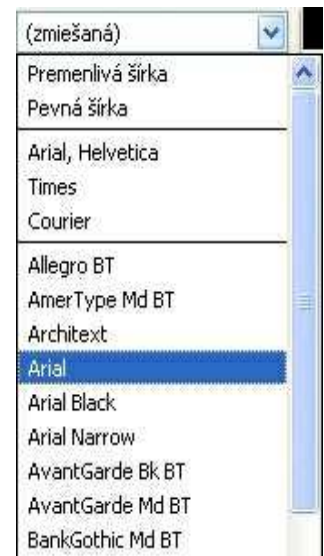 (zmiešaná)
Premenlivá šírka
Pevná šírka
Arial, Helvetica
Times
Courier
Allegro BT
AmerType Md BT
Architext
Arial
Arial Black
Arial Narrow
AvantGarde Bk BT
AvantGarde Md BT
BankGothic Md BT